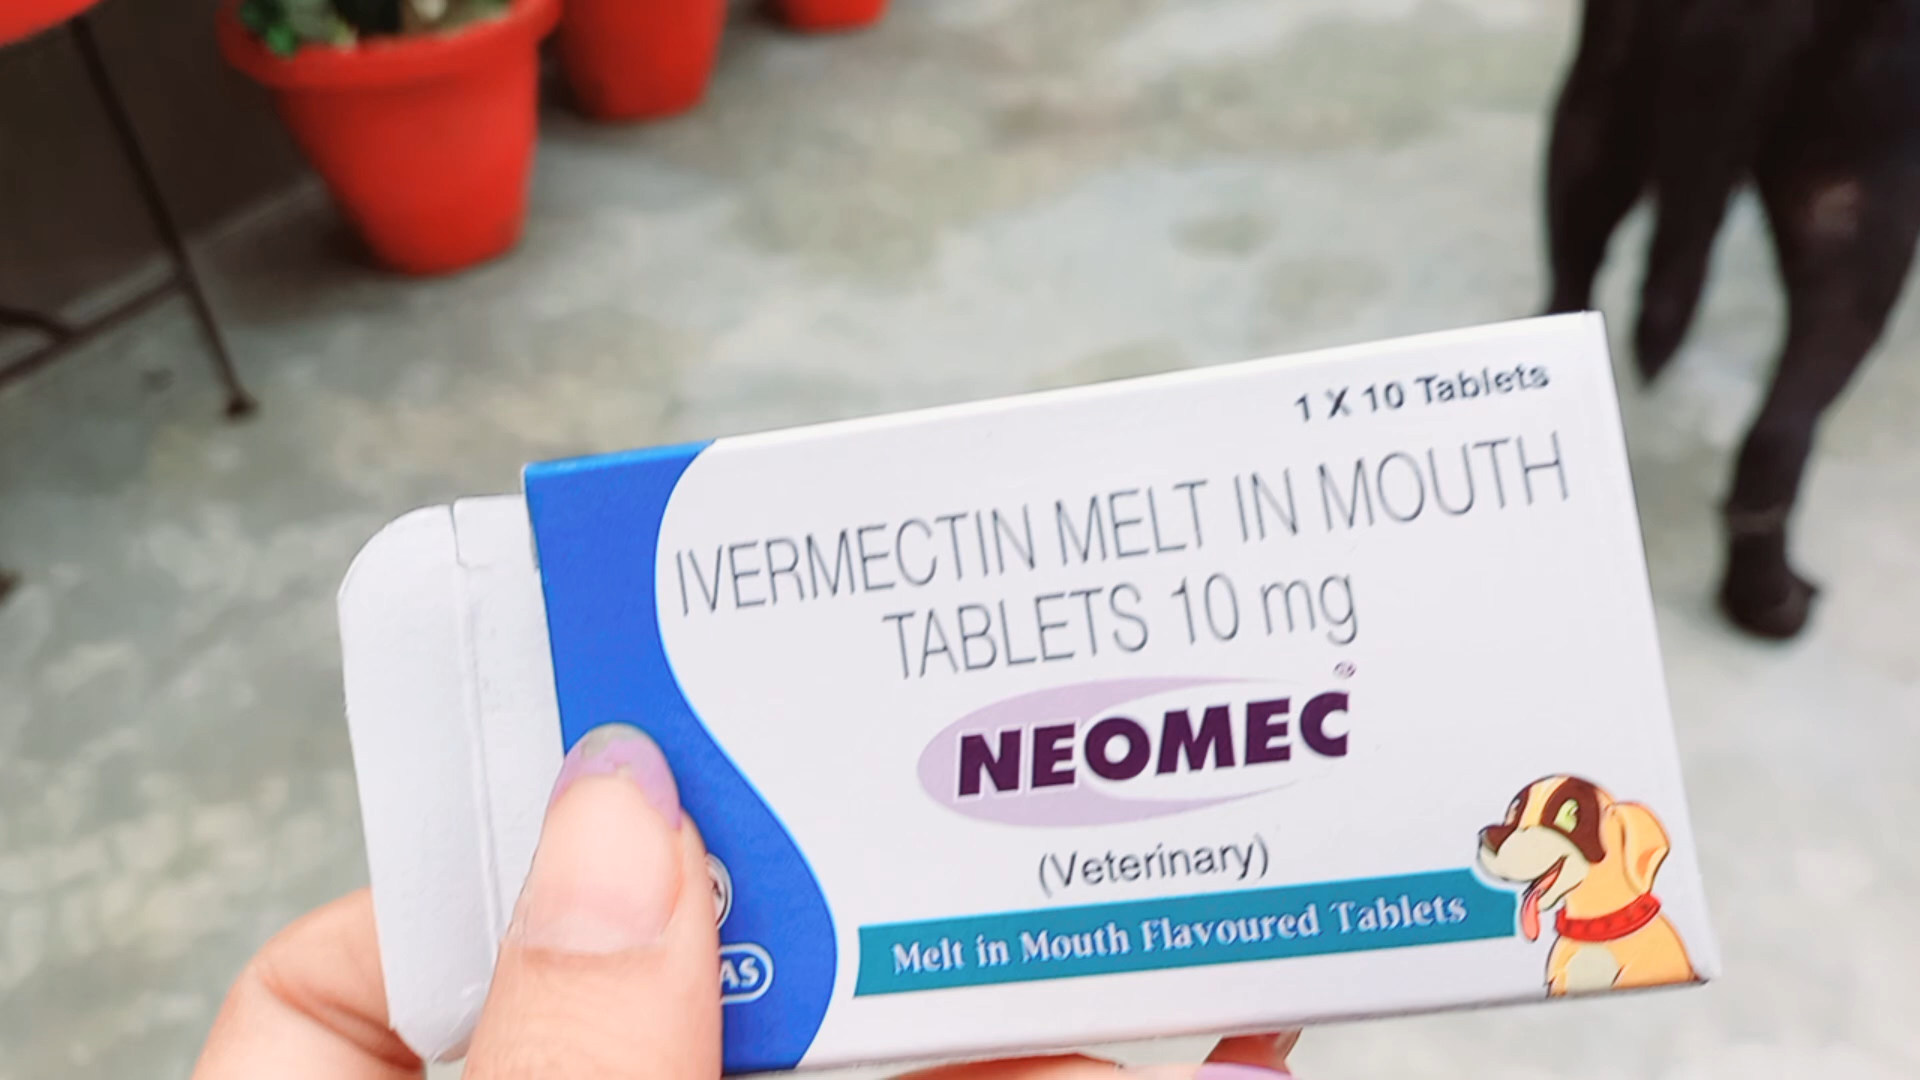 1 X 10 Tablets
IVERMECTIN MELT IN MOUTH
TABLETS 10 mg
NEOMEC®
(Veterinary)
Melt in Mouth Flavoured Tablets